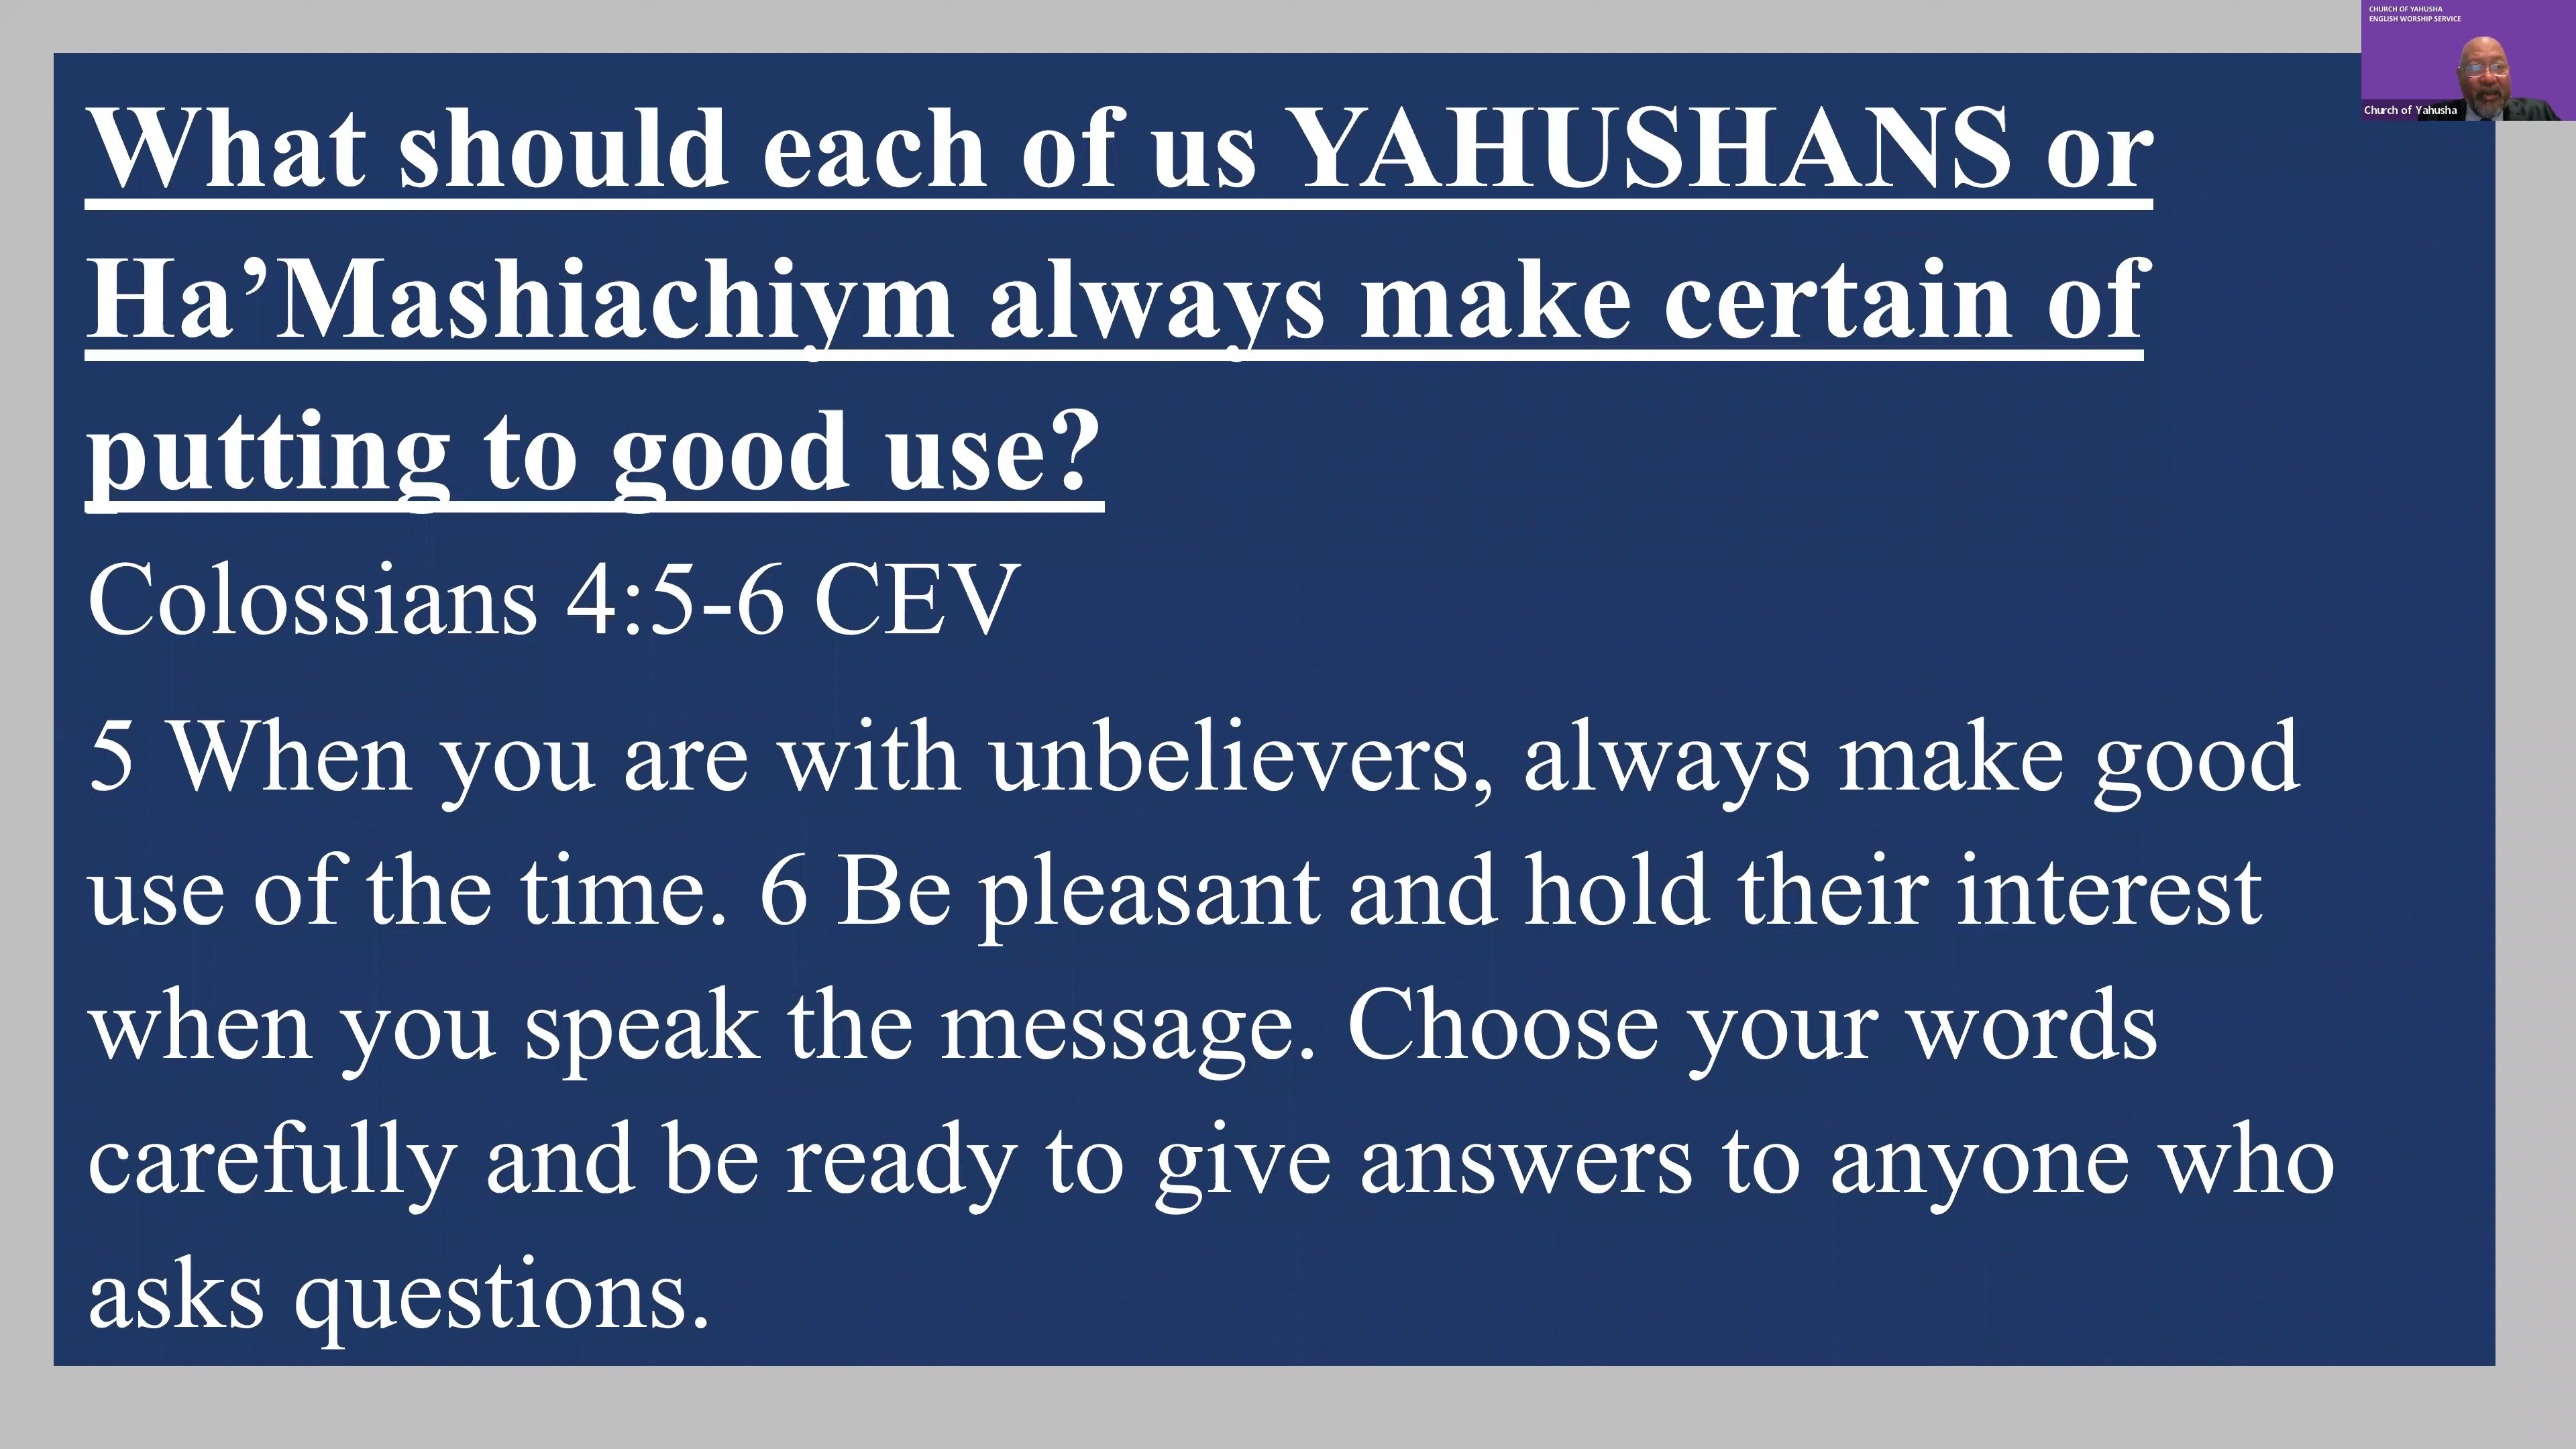 CHURCH OF YAHUSHA
ENGLISH WORSHIP SERVICE
Church of Yahusha
What should each of us YAHUSHANS or
Ha’Mashiachiym always make certain of
putting to good use?
Colossians 4:5-6 CEV
5 When you are with unbelievers, always make good
use of the time. 6 Be pleasant and hold their interest
when you speak the message. Choose your words
carefully and be ready to give answers to anyone who
asks questions.